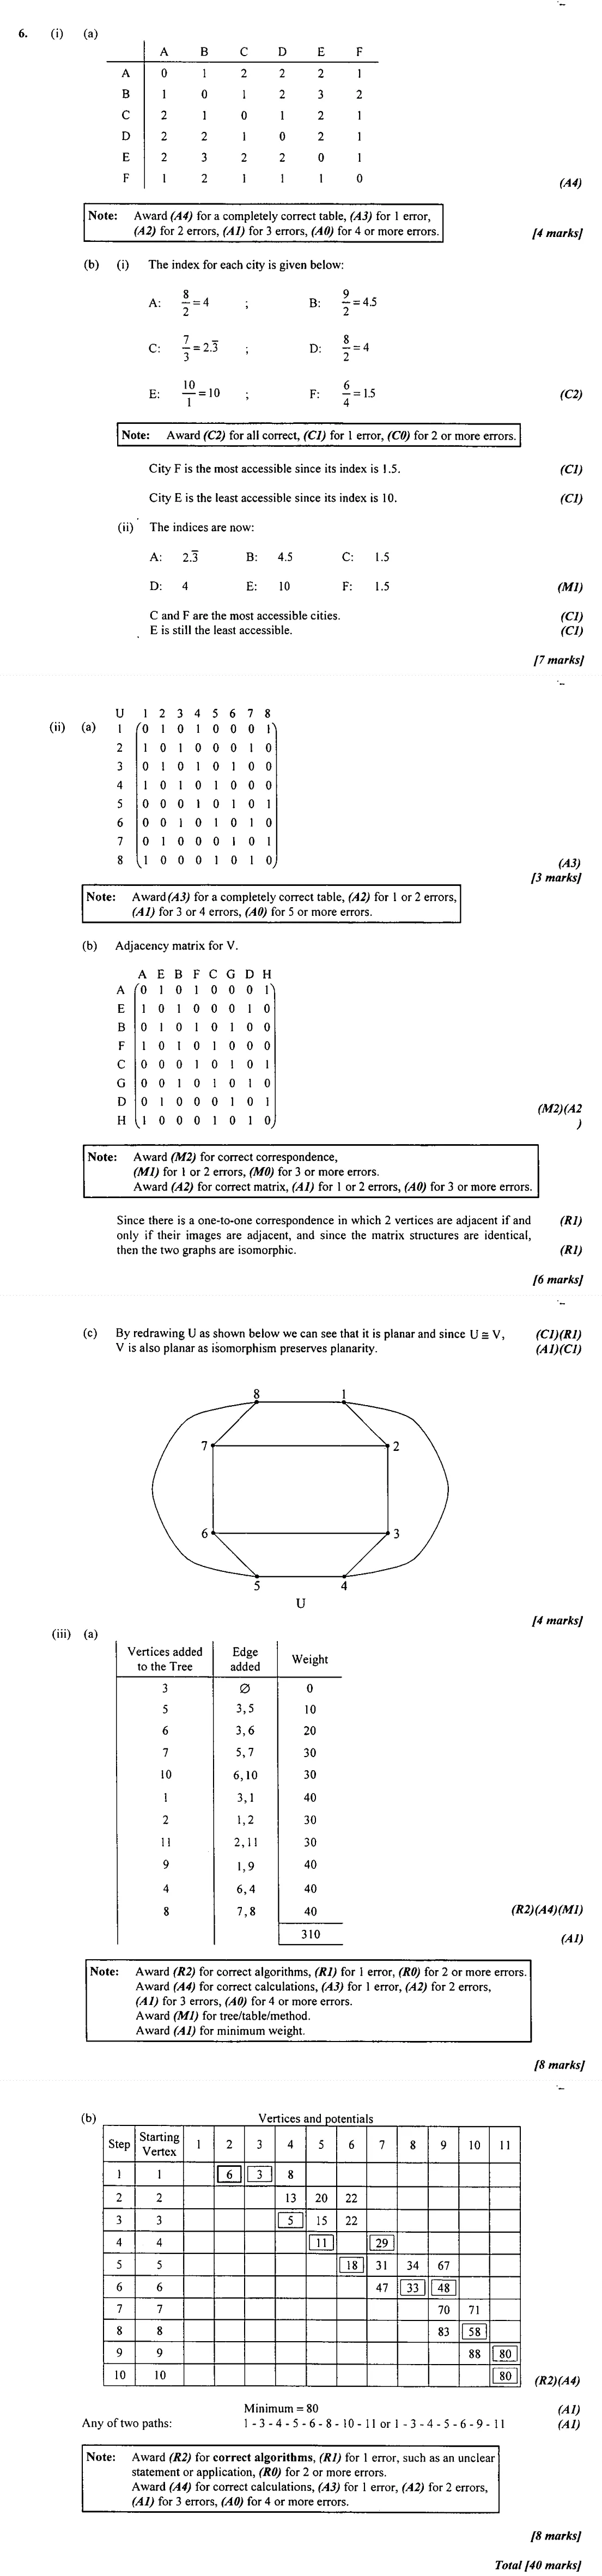 6. (i) (a)
A B C D E F
A 0 1 2 2 2 1
B 1 0 1 2 3 2
C 2 1 0 1 2 1
D 2 2 1 0 2 1
E 2 3 2 2 0 1
F 1 2 1 1 1 0
(A4)
Note: Award (A4) for a completely correct table, (A3) for 1 error,
(A2) for 2 errors, (A1) for 3 errors, (A0) for 4 or more errors.
[4 marks]
(b) (i) The index for each city is given below:
A: 8/2 = 4 ; B: 9/2 = 4.5
C: 7/3 = 2.3̅ ; D: 8/2 = 4
E: 10/1 = 10 ; F: 6/4 = 1.5 (C2)
Note: Award (C2) for all correct, (C1) for 1 error, (C0) for 2 or more errors.
City F is the most accessible since its index is 1.5. (C1)
City E is the least accessible since its index is 10. (C1)
(ii) The indices are now:
A: 2.3̅ B: 4.5 C: 1.5
D: 4 E: 10 F: 1.5 (M1)
C and F are the most accessible cities. (C1)
E is still the least accessible. (C1)
[7 marks]
U 1 2 3 4 5 6 7 8
(ii) (a) 1 0 1 0 1 0 0 0 1
2 1 0 1 0 0 0 1 0
3 0 1 0 1 0 1 0 0
4 1 0 1 0 1 0 0 0
5 0 0 0 1 0 1 0 1
6 0 0 1 0 1 0 1 0
7 0 1 0 0 0 1 0 1
8 1 0 0 0 1 0 1 0 (A3)
[3 marks]
Note: Award (A3) for a completely correct table, (A2) for 1 or 2 errors,
(A1) for 3 or 4 errors, (A0) for 5 or more errors.
(b) Adjacency matrix for V.
A E B F C G D H
A 0 1 0 1 0 0 0 1
E 1 0 1 0 0 0 1 0
B 0 1 0 1 0 1 0 0
F 1 0 1 0 1 0 0 0
C 0 0 0 1 0 1 0 1
G 0 0 1 0 1 0 1 0
D 0 1 0 0 0 1 0 1
H 1 0 0 0 1 0 1 0
(M2)(A2
)
Note: Award (M2) for correct correspondence,
(M1) for 1 or 2 errors, (M0) for 3 or more errors.
Award (A2) for correct matrix, (A1) for 1 or 2 errors, (A0) for 3 or more errors.
Since there is a one-to-one correspondence in which 2 vertices are adjacent if and (R1)
only if their images are adjacent, and since the matrix structures are identical,
then the two graphs are isomorphic. (R1)
[6 marks]
(c) By redrawing U as shown below we can see that it is planar and since U ≅ V, (C1)(R1)
V is also planar as isomorphism preserves planarity. (A1)(C1)
8 1
7 2
6 3
5 4
U
[4 marks]
(iii) (a)
Vertices added to the Tree Edge added Weight
3 ∅ 0
5 3,5 10
6 3,6 20
7 5,7 30
10 6,10 30
1 3,1 40
2 1,2 30
11 2,11 30
9 1,9 40
4 6,4 40
8 7,8 40 (R2)(A4)(M1)
310 (A1)
Note: Award (R2) for correct algorithms, (R1) for 1 error, (R0) for 2 or more errors.
Award (A4) for correct calculations, (A3) for 1 error, (A2) for 2 errors,
(A1) for 3 errors, (A0) for 4 or more errors.
Award (M1) for tree/table/method.
Award (A1) for minimum weight.
[8 marks]
(b) Vertices and potentials
Step Starting Vertex 1 2 3 4 5 6 7 8 9 10 11
1 1 6 3 8
2 2 13 20 22
3 3 5 15 22
4 4 11 29
5 5 18 31 34 67
6 6 47 33 48
7 7 70 71
8 8 83 58
9 9 88 80
10 10 80 (R2)(A4)
Minimum = 80 (A1)
Any of two paths: 1 - 3 - 4 - 5 - 6 - 8 - 10 - 11 or 1 - 3 - 4 - 5 - 6 - 9 - 11 (A1)
Note: Award (R2) for correct algorithms, (R1) for 1 error, such as an unclear
statement or application, (R0) for 2 or more errors.
Award (A4) for correct calculations, (A3) for 1 error, (A2) for 2 errors,
(A1) for 3 errors, (A0) for 4 or more errors.
[8 marks]
Total [40 marks]